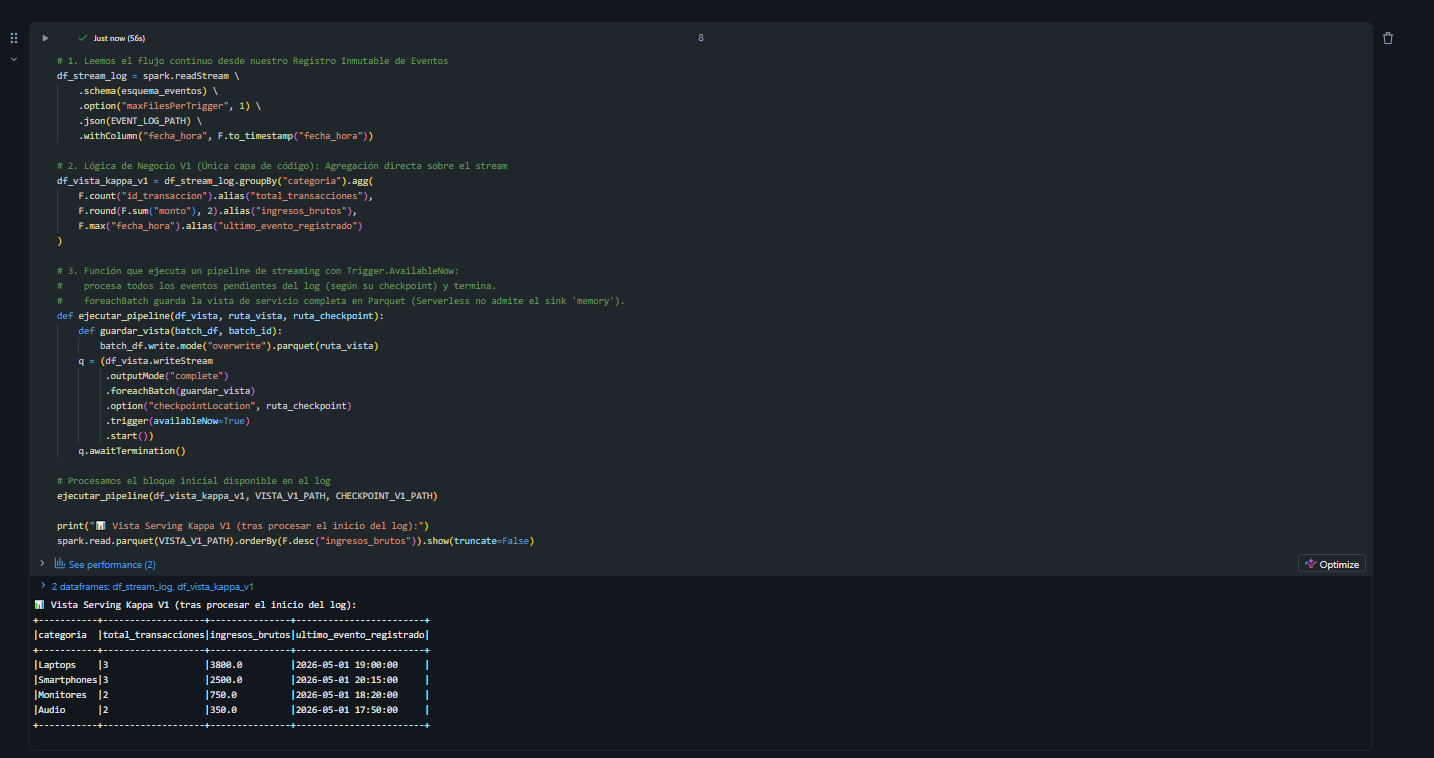 Just now (56s)
8
# 1. Leemos el flujo continuo desde nuestro Registro Inmutable de Eventos
df_stream_log = spark.readStream \
    .schema(esquema_eventos) \
    .option("maxFilesPerTrigger", 1) \
    .json(EVENT_LOG_PATH) \
    .withColumn("fecha_hora", F.to_timestamp("fecha_hora"))

# 2. Lógica de Negocio V1 (Única capa de código): Agregación directa sobre el stream
df_vista_kappa_v1 = df_stream_log.groupBy("categoria").agg(
    F.count("id_transaccion").alias("total_transacciones"),
    F.round(F.sum("monto"), 2).alias("ingresos_brutos"),
    F.max("fecha_hora").alias("ultimo_evento_registrado")
)

# 3. Función que ejecuta un pipeline de streaming con Trigger.AvailableNow:
#    procesa todos los eventos pendientes del log (según su checkpoint) y termina.
#    foreachBatch guarda la vista de servicio completa en Parquet (Serverless no admite el sink 'memory').
def ejecutar_pipeline(df_vista, ruta_vista, ruta_checkpoint):
    def guardar_vista(batch_df, batch_id):
        batch_df.write.mode("overwrite").parquet(ruta_vista)
    q = (df_vista.writeStream
         .outputMode("complete")
         .foreachBatch(guardar_vista)
         .option("checkpointLocation", ruta_checkpoint)
         .trigger(availableNow=True)
         .start())
    q.awaitTermination()

# Procesamos el bloque inicial disponible en el log
ejecutar_pipeline(df_vista_kappa_v1, VISTA_V1_PATH, CHECKPOINT_V1_PATH)

print("📊 Vista Serving Kappa V1 (tras procesar el inicio del log):")
spark.read.parquet(VISTA_V1_PATH).orderBy(F.desc("ingresos_brutos")).show(truncate=False)
See performance (2)
Optimize
2 dataframes: df_stream_log, df_vista_kappa_v1
📊 Vista Serving Kappa V1 (tras procesar el inicio del log):
+-----------+-------------------+---------------+------------------------+
|categoria  |total_transacciones|ingresos_brutos|ultimo_evento_registrado|
+-----------+-------------------+---------------+------------------------+
|Laptops    |3                  |3800.0         |2026-05-01 19:00:00     |
|Smartphones|3                  |2500.0         |2026-05-01 20:15:00     |
|Monitores  |2                  |750.0          |2026-05-01 18:20:00     |
|Audio      |2                  |350.0          |2026-05-01 17:50:00     |
+-----------+-------------------+---------------+------------------------+